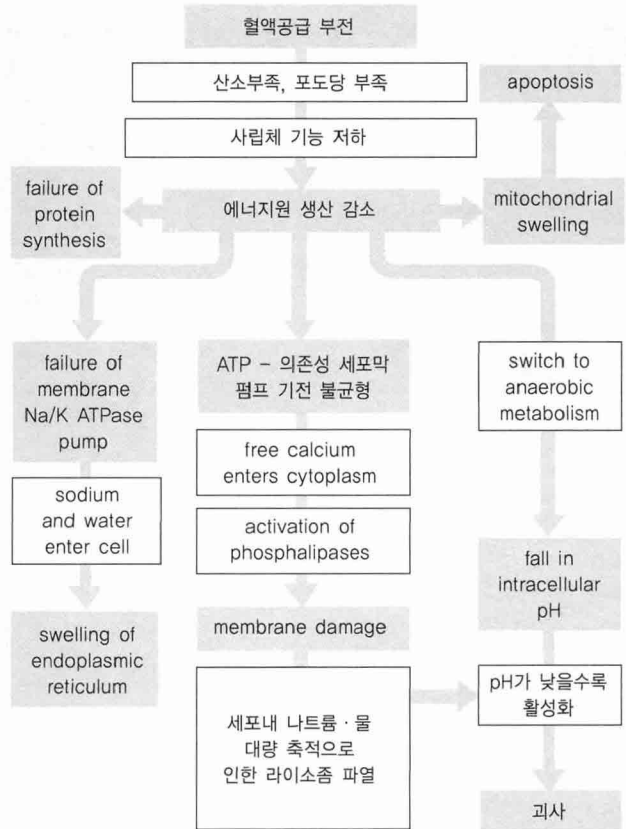 혈액공급 부전
산소부족, 포도당 부족
apoptosis
사립체 기능 저하
failure of
protein
synthesis
에너지원 생산 감소
mitochondrial
swelling
failure of
membrane
Na/K ATPase
pump
ATP - 의존성 세포막
펌프 기전 불균형
switch to
anaerobic
metabolism
free calcium
enters cytoplasm
sodium
and water
enter cell
activation of
phosphalipases
fall in
intracellular
pH
swelling of
endoplasmic
reticulum
membrane damage
pH가 낮을수록
활성화
세포내 나트륨·물
대량 축적으로
인한 라이소좀 파열
괴사